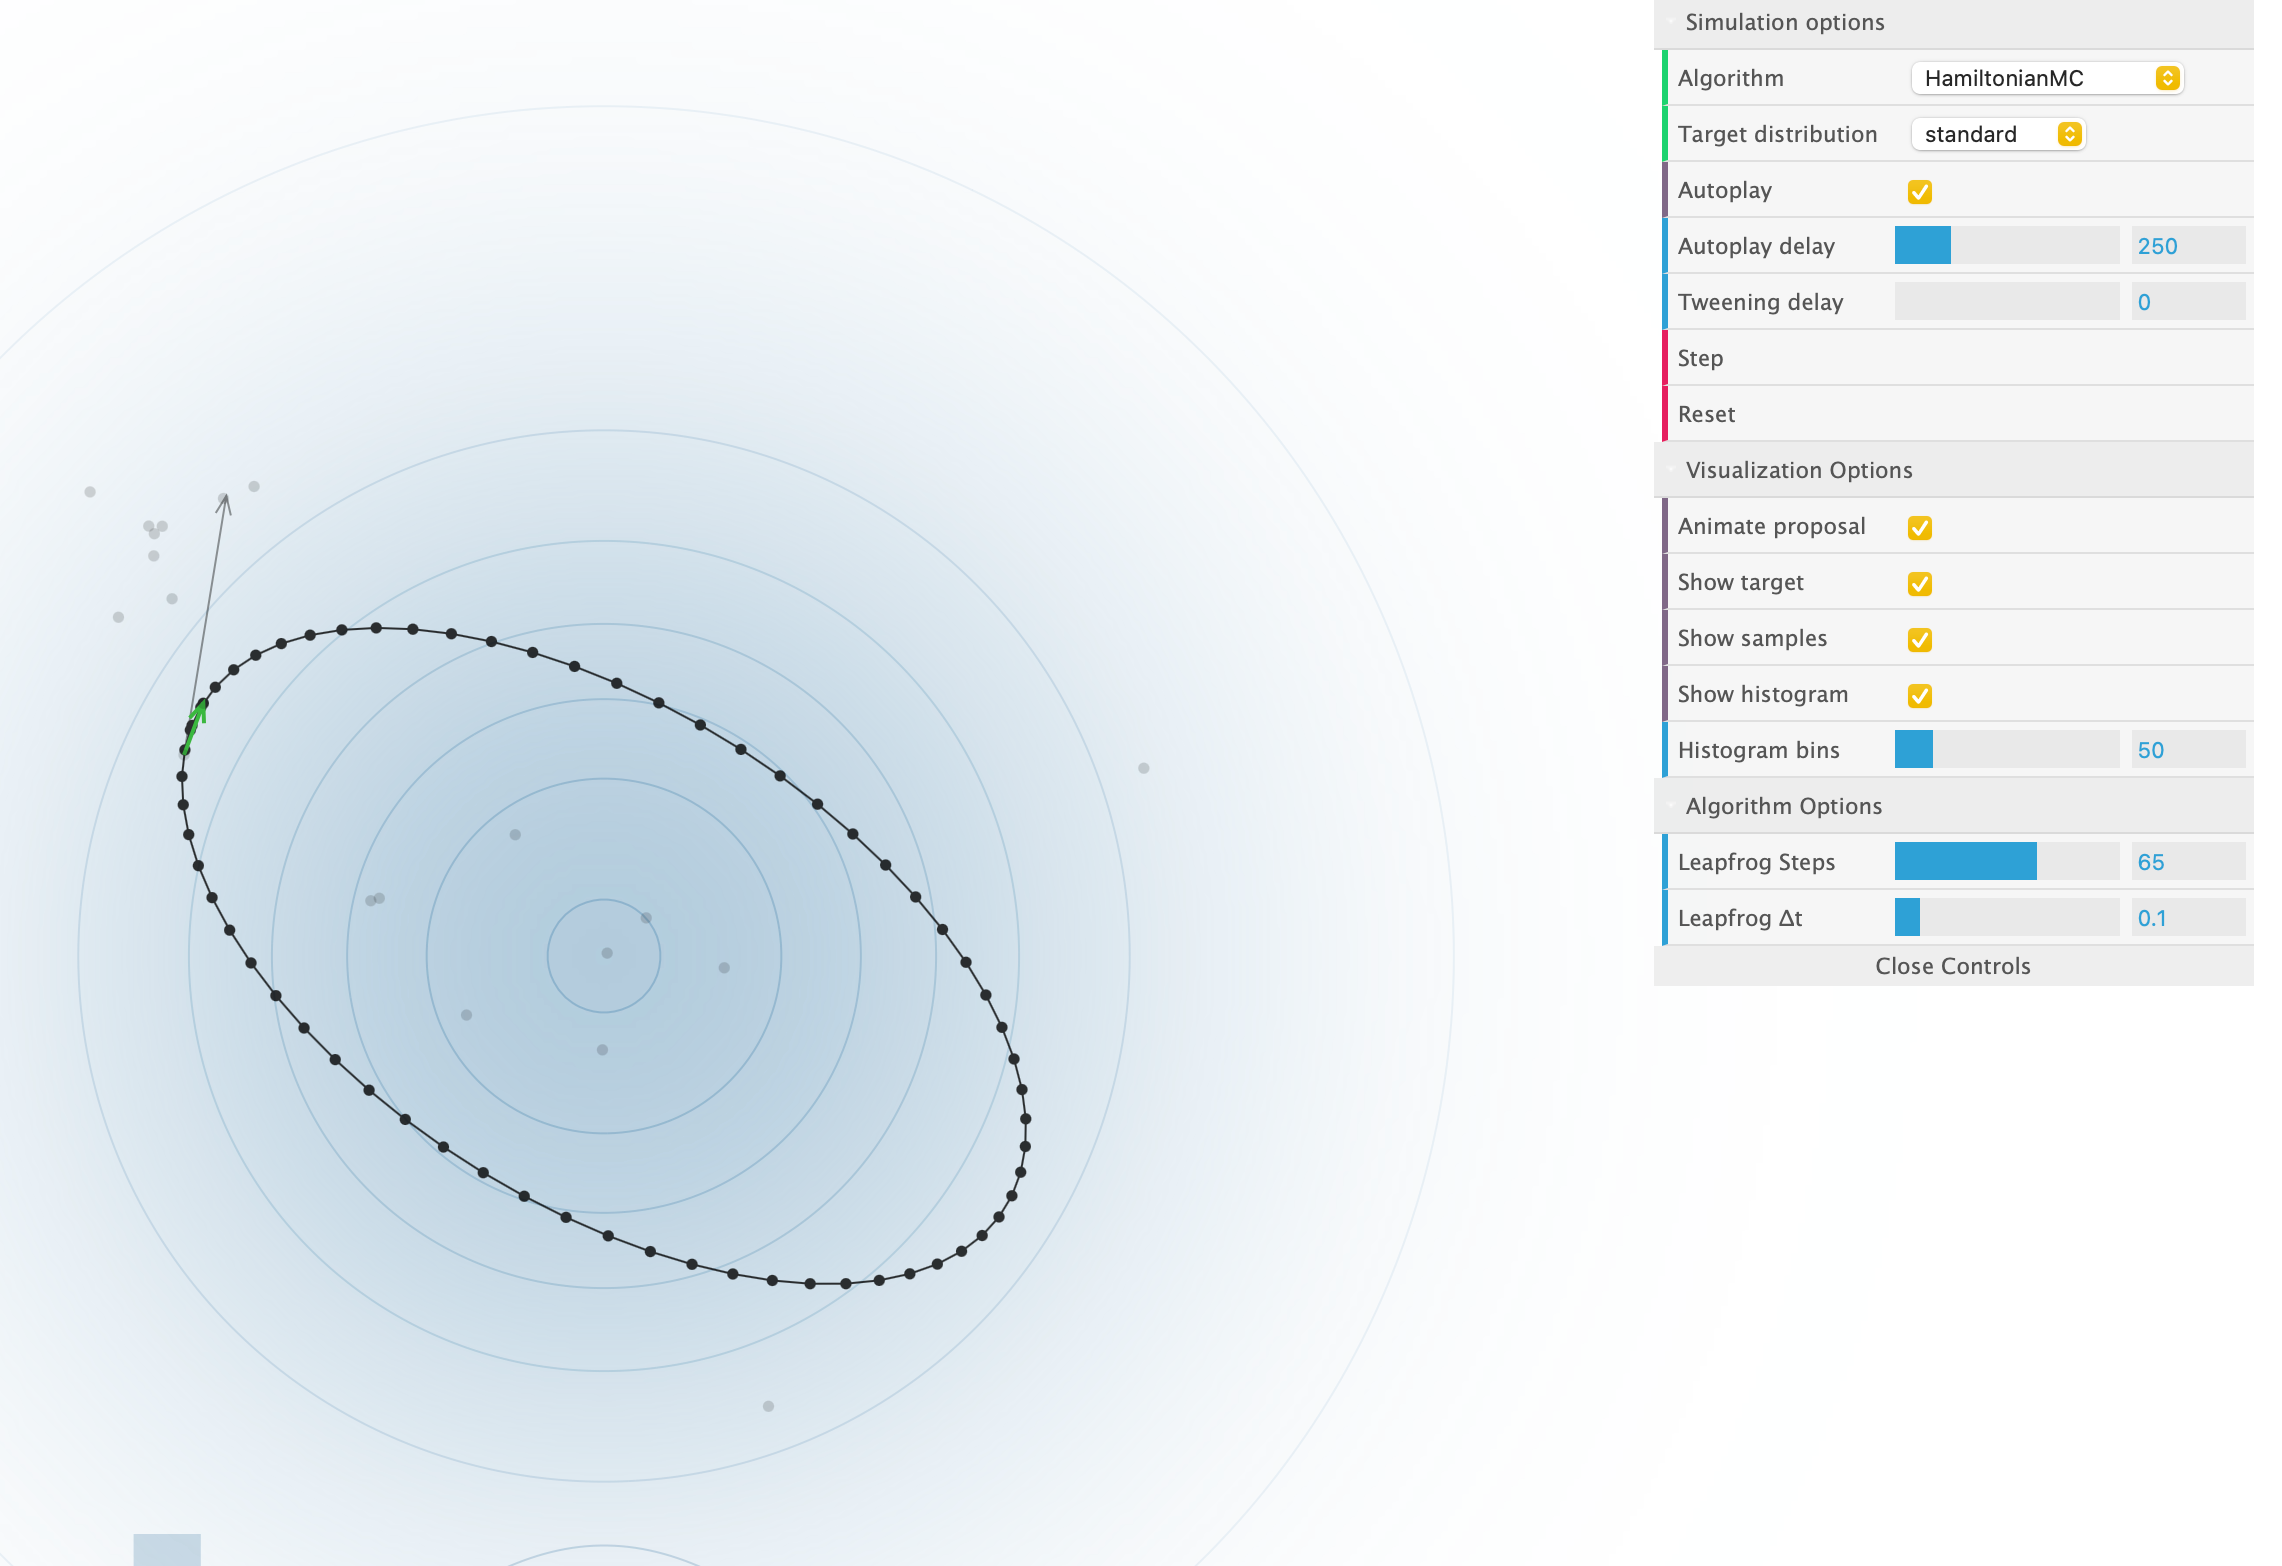 Simulation options
Algorithm HamiltonianMC
Target distribution standard
Autoplay
Autoplay delay 250
Tweening delay 0
Step
Reset
Visualization Options
Animate proposal
Show target
Show samples
Show histogram
Histogram bins 50
Algorithm Options
Leapfrog Steps 65
Leapfrog Δt 0.1
Close Controls